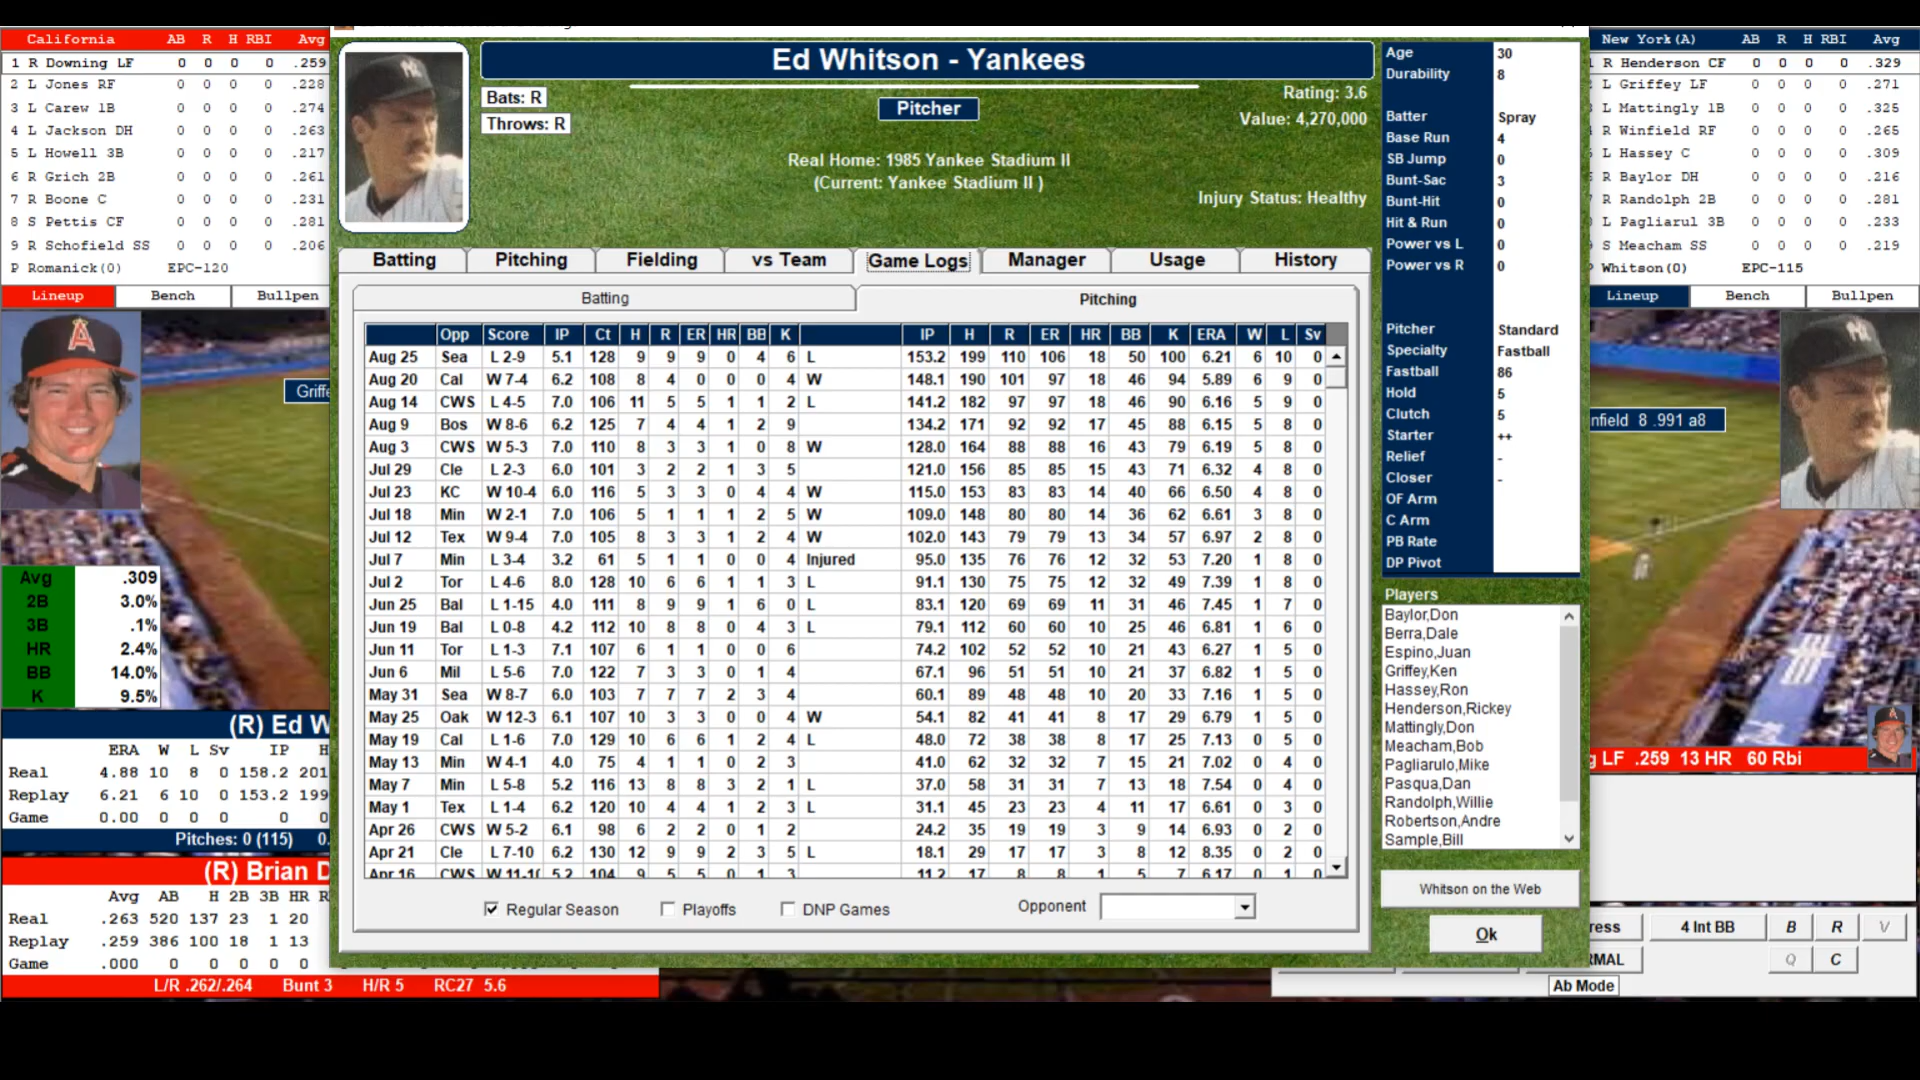 California AB R H RBI Avg
1 R Downing LF 0 0 0 0 .259
2 L Jones RF 0 0 0 0 .228
3 L Carew 1B 0 0 0 0 .274
4 L Jackson DH 0 0 0 0 .263
5 L Howell 3B 0 0 0 0 .217
6 R Grich 2B 0 0 0 0 .261
7 R Boone C 0 0 0 0 .231
8 S Pettis CF 0 0 0 0 .281
9 R Schofield SS 0 0 0 0 .206
P Romanick(0) EPC-120
Lineup Bench Bullpen
Griffe
Avg .309
2B 3.0%
3B .1%
HR 2.4%
BB 14.0%
K 9.5%
(R) Ed W
ERA W L Sv IP H
Real 4.88 10 8 0 158.2 201
Replay 6.21 6 10 0 153.2 199
Game 0.00 0 0 0 0 0
Pitches: 0 (115) 0.
(R) Brian D
Avg AB H 2B 3B HR R
Real .263 520 137 23 1 20
Replay .259 386 100 18 1 13
Game .000 0 0 0 0 0
L/R .262/.264 Bunt 3 H/R 5 RC27 5.6
Ed Whitson - Yankees
Bats: R
Throws: R
Pitcher
Rating: 3.6
Value: 4,270,000
Real Home: 1985 Yankee Stadium II
(Current: Yankee Stadium II )
Injury Status: Healthy
Batting Pitching Fielding vs Team Game Logs Manager Usage History
Batting Pitching
Opp Score IP Ct H R ER HR BB K IP H R ER HR BB K ERA W L Sv
Aug 25 Sea L 2-9 5.1 128 9 9 9 0 4 6 L 153.2 199 110 106 18 50 100 6.21 6 10 0
Aug 20 Cal W 7-4 6.2 108 8 4 0 0 0 4 W 148.1 190 101 97 18 46 94 5.89 6 9 0
Aug 14 CWS L 4-5 7.0 106 11 5 5 1 1 2 L 141.2 182 97 97 18 46 90 6.16 5 9 0
Aug 9 Bos W 8-6 6.2 125 7 4 4 1 2 9 134.2 171 92 92 17 45 88 6.15 5 8 0
Aug 3 CWS W 5-3 7.0 110 8 3 3 1 0 8 W 128.0 164 88 88 16 43 79 6.19 5 8 0
Jul 29 Cle L 2-3 6.0 101 3 2 2 1 3 5 121.0 156 85 85 15 43 71 6.32 4 8 0
Jul 23 KC W 10-4 6.0 116 5 3 3 0 4 4 W 115.0 153 83 83 14 40 66 6.50 4 8 0
Jul 18 Min W 2-1 7.0 106 5 1 1 1 2 5 W 109.0 148 80 80 14 36 62 6.61 3 8 0
Jul 12 Tex W 9-4 7.0 105 8 3 3 1 2 4 W 102.0 143 79 79 13 34 57 6.97 2 8 0
Jul 7 Min L 3-4 3.2 61 5 1 1 0 0 4 Injured 95.0 135 76 76 12 32 53 7.20 1 8 0
Jul 2 Tor L 4-6 8.0 128 10 6 6 1 1 3 L 91.1 130 75 75 12 32 49 7.39 1 8 0
Jun 25 Bal L 1-15 4.0 111 8 9 9 1 6 0 L 83.1 120 69 69 11 31 46 7.45 1 7 0
Jun 19 Bal L 0-8 4.2 112 10 8 8 0 4 3 L 79.1 112 60 60 10 25 46 6.81 1 6 0
Jun 11 Tor L 1-3 7.1 107 6 1 1 0 0 6 74.2 102 52 52 10 21 43 6.27 1 5 0
Jun 6 Mil L 5-6 7.0 122 7 3 3 0 1 4 67.1 96 51 51 10 21 37 6.82 1 5 0
May 31 Sea W 8-7 6.0 103 7 7 7 2 3 4 60.1 89 48 48 10 20 33 7.16 1 5 0
May 25 Oak W 12-3 6.1 107 10 3 3 0 0 4 W 54.1 82 41 41 8 17 29 6.79 1 5 0
May 19 Cal L 1-6 7.0 129 10 6 6 1 2 4 L 48.0 72 38 38 8 17 25 7.13 0 5 0
May 13 Min W 4-1 4.0 75 4 1 1 0 2 3 41.0 62 32 32 7 15 21 7.02 0 4 0
May 7 Min L 5-8 5.2 116 13 8 8 3 2 1 L 37.0 58 31 31 7 13 18 7.54 0 4 0
May 1 Tex L 1-4 6.2 120 10 4 4 1 2 3 L 31.1 45 23 23 4 11 17 6.61 0 3 0
Apr 26 CWS W 5-2 6.1 98 6 2 2 0 1 2 24.2 35 19 19 3 9 14 6.93 0 2 0
Apr 21 Cle L 7-10 6.2 130 12 9 9 2 3 5 L 18.1 29 17 17 3 8 12 8.35 0 2 0
Apr 16 CWS W 11-10 5.2 104 9 5 5 0 1 3 11.2 17 8 8 1 5 7 6.17 0 1 0
Regular Season Playoffs DNP Games Opponent
Age 30
Durability 8
Batter Spray
Base Run 4
SB Jump 0
Bunt-Sac 3
Bunt-Hit 0
Hit & Run 0
Power vs L 0
Power vs R 0
Pitcher Standard
Specialty Fastball
Fastball 86
Hold 5
Clutch 5
Starter ++
Relief -
Closer -
OF Arm
C Arm
PB Rate
DP Pivot
Players
Baylor,Don
Berra,Dale
Espino,Juan
Griffey,Ken
Hassey,Ron
Henderson,Rickey
Mattingly,Don
Meacham,Bob
Pagliarulo,Mike
Pasqua,Dan
Randolph,Willie
Robertson,Andre
Sample,Bill
Whitson on the Web
Ok
New York(A) AB R H RBI Avg
R Henderson CF 0 0 0 0 .329
L Griffey LF 0 0 0 0 .271
L Mattingly 1B 0 0 0 0 .325
R Winfield RF 0 0 0 0 .265
L Hassey C 0 0 0 0 .309
R Baylor DH 0 0 0 0 .216
R Randolph 2B 0 0 0 0 .281
L Pagliarul 3B 0 0 0 0 .233
S Meacham SS 0 0 0 0 .219
Whitson(0) EPC-115
Lineup Bench Bullpen
nfield 8 .991 a8
g LF .259 13 HR 60 Rbi
ress 4 Int BB B R V
RMAL Q C
Ab Mode